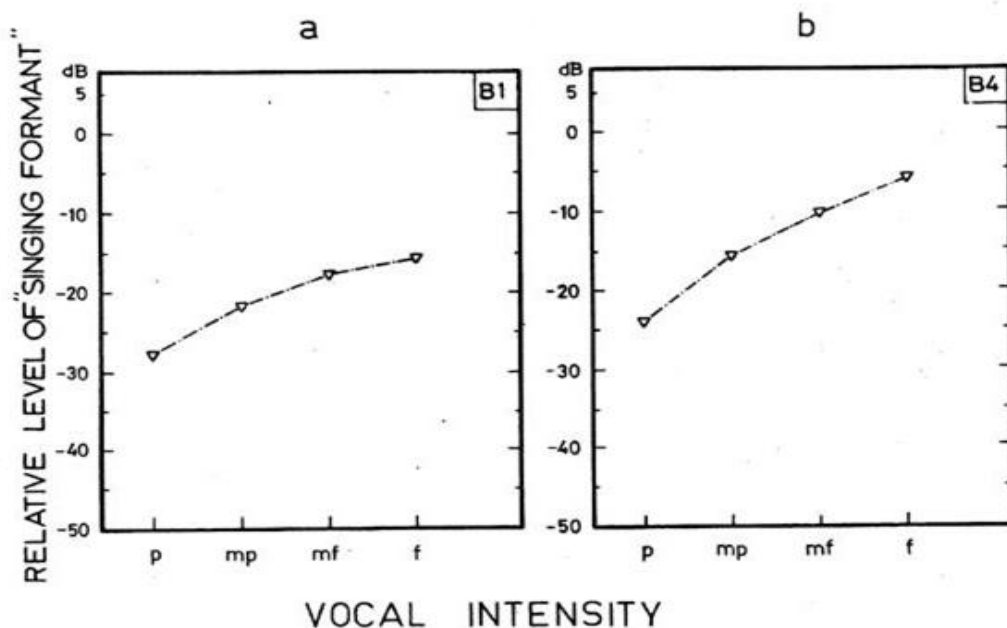 a
b
RELATIVE LEVEL OF "SINGING FORMANT"
dB
5
0
-10
-20
-30
-40
-50
B1
p mp mf f
dB
5
0
-10
-20
-30
-40
-50
B4
p mp mf f
VOCAL INTENSITY